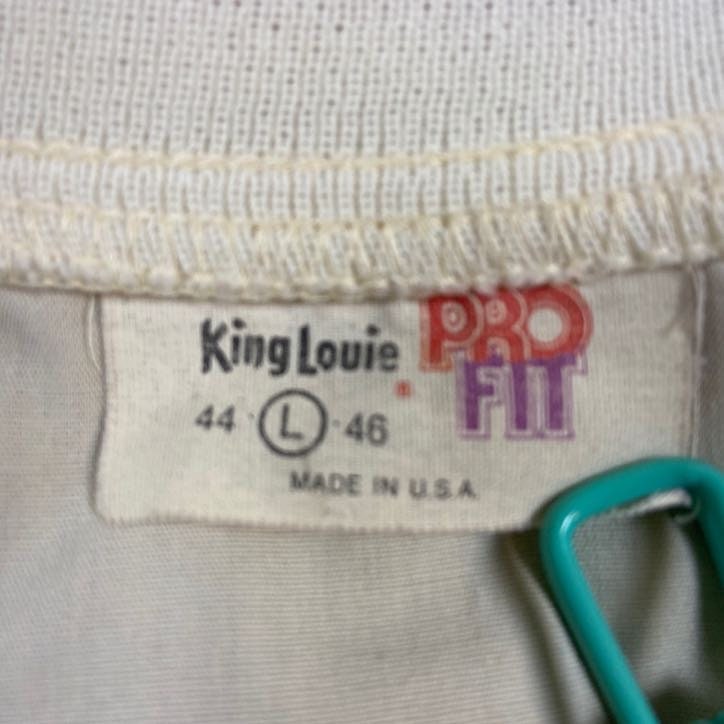 King Louie PRO
FIT
44 · L · 46
MADE IN U.S.A.